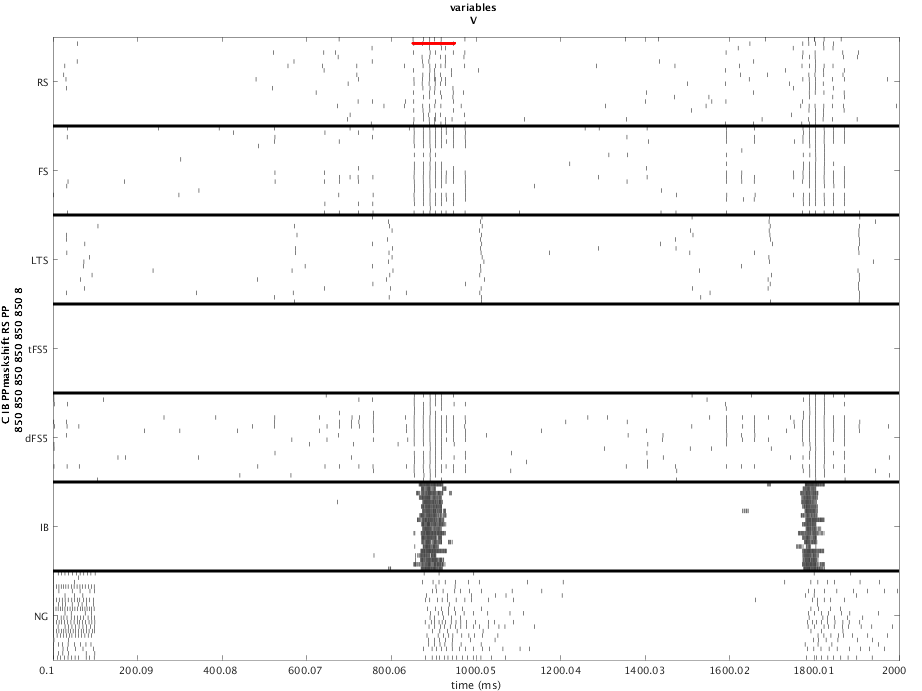 variables
V
RS
FS
LTS
tFS5
dFS5
IB
NG
C IB PPmaskshift RS PP
850 850 850 850 850 850 8
0.1 200.09 400.08 600.07 800.06 1000.05 1200.04 1400.03 1600.02 1800.01 2000
time (ms)